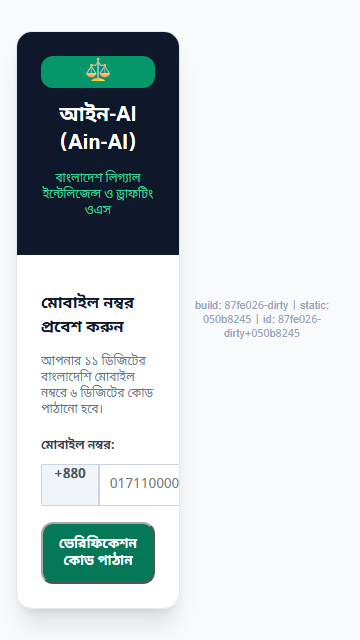 আইন-AI
(Ain-AI)
বাংলাদেশ লিগ্যাল
ইন্টেলিজেন্স ও ড্রাফটিং
ওএস
মোবাইল নম্বর
প্রবেশ করুন
আপনার ১১ ডিজিটের
বাংলাদেশি মোবাইল
নম্বরে ৬ ডিজিটের কোড
পাঠানো হবে।
মোবাইল নম্বর:
+880
017110000
ভেরিফিকেশন
কোড পাঠান
build: 87fe026-dirty | static:
050b8245 | id: 87fe026-
dirty+050b8245